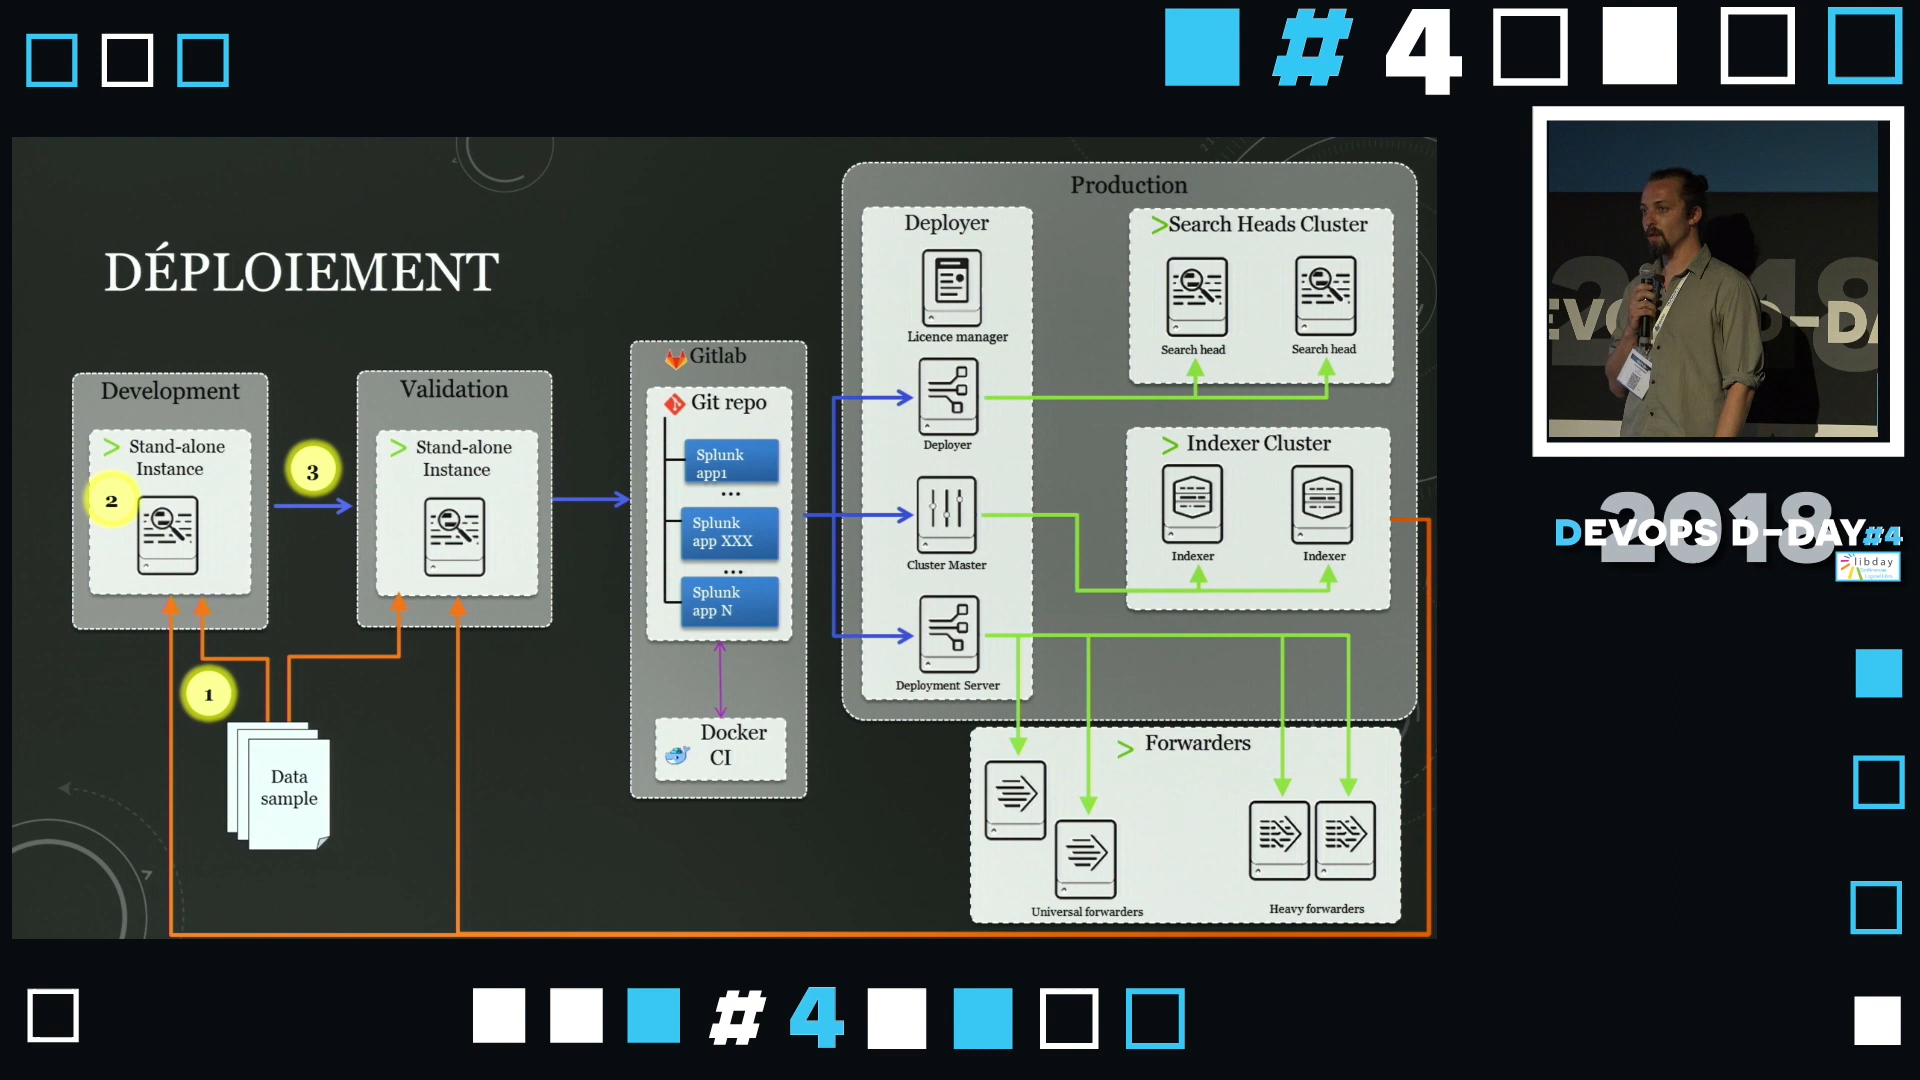 #4
DÉPLOIEMENT
Development
Stand-alone
Instance
2
3
1
Data
sample
Validation
Stand-alone
Instance
Gitlab
Git repo
Splunk
app1
...
Splunk
app XXX
...
Splunk
app N
Docker
CI
Production
Deployer
Licence manager
Deployer
Cluster Master
Deployment Server
Search Heads Cluster
Search head
Search head
Indexer Cluster
Indexer
Indexer
Forwarders
Universal forwarders
Heavy forwarders
2018
DEVOPS D-DAY#4
libday
#4